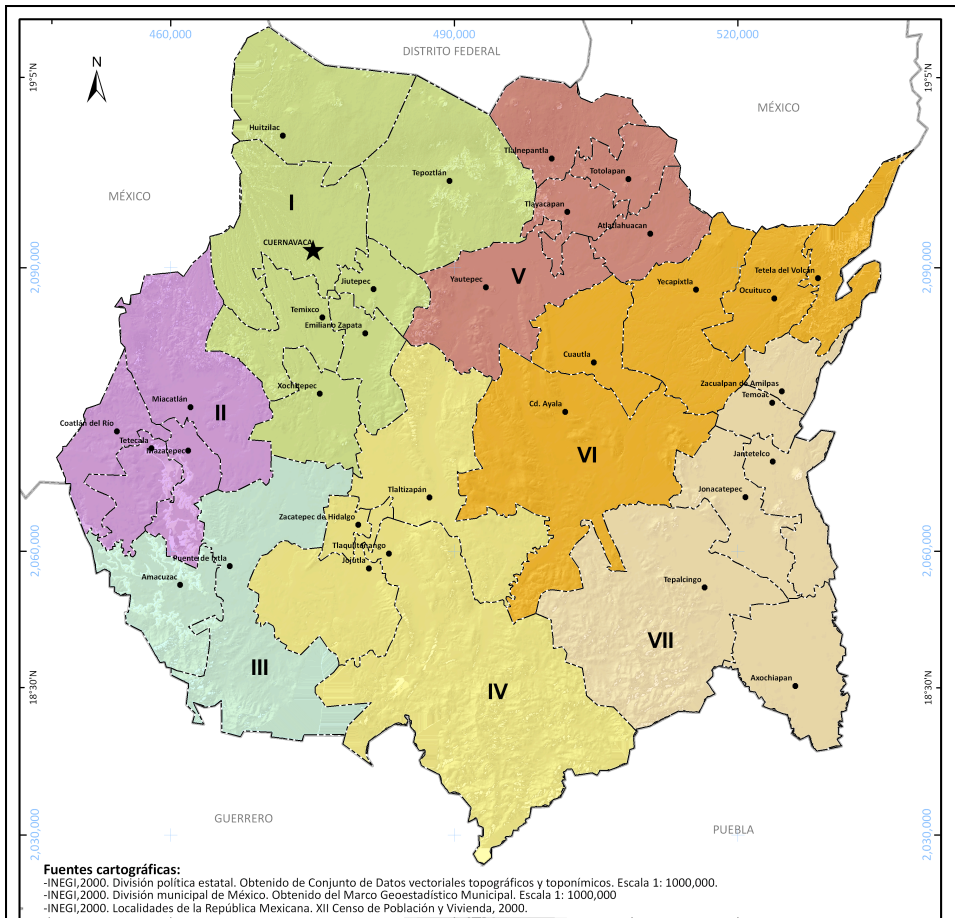 460,000 490,000 520,000
DISTRITO FEDERAL
19°5'N 19°5'N
N
MÉXICO
Huitzilac
Tlalnepantla
Totolapan
Tepoztlán
MÉXICO
I
Tlayacapan
Atlatlahuacan
CUERNAVACA
2,090,000 2,090,000
V
Tetela del Volcán
Jiutepec
Yautepec
Yecapixtla
Ocuituco
Temixco
Emiliano Zapata
Cuautla
Xochitepec
Zacualpan de Amilpas
Temoac
Miacatlán
II
Cd. Ayala
Coatlán del Río
Tetecala
Mazatepec
VI
Jantetelco
Tlaltizapán
Jonacatepec
Zacatepec de Hidalgo
Tlaquiltenango
2,060,000 2,060,000
Puente de Ixtla
Jojutla
Amacuzac
Tepalcingo
VII
III
Axochiapan
18°30'N 18°30'N
IV
GUERRERO
PUEBLA
2,030,000 2,030,000
Fuentes cartográficas:
-INEGI,2000. División política estatal. Obtenido de Conjunto de Datos vectoriales topográficos y toponímicos. Escala 1: 1000,000.
-INEGI,2000. División municipal de México. Obtenido del Marco Geoestadístico Municipal. Escala 1: 1000,000
-INEGI,2000. Localidades de la República Mexicana. XII Censo de Población y Vivienda, 2000.